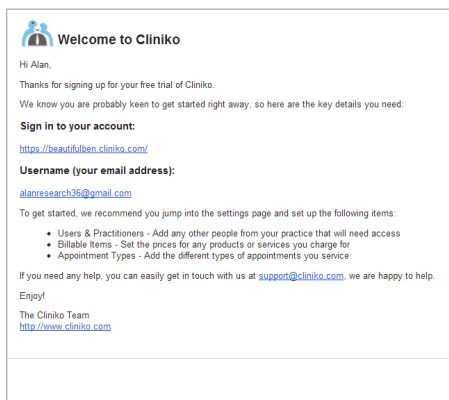 Welcome to Cliniko
Hi Alan,
Thanks for signing up for your free trial of Cliniko.
We know you are probably keen to get started right away, so here are the key details you need:
Sign in to your account:
https://beautifulben.cliniko.com/
Username (your email address):
alanresearch36@gmail.com
To get started, we recommend you jump into the settings page and set up the following items:
• Users & Practitioners - Add any other people from your practice that will need access
• Billable Items - Set the prices for any products or services you charge for
• Appointment Types - Add the different types of appointments you service
If you need any help, you can easily get in touch with us at support@cliniko.com, we are happy to help.
Enjoy!
The Cliniko Team
http://www.cliniko.com